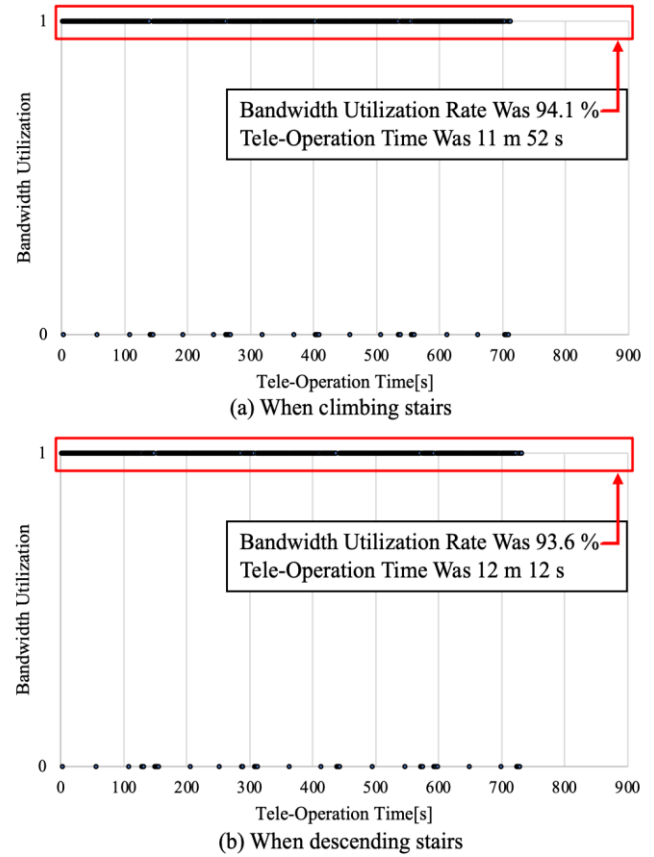 1
Bandwidth Utilization Rate Was 94.1 %
Tele-Operation Time Was 11 m 52 s
Bandwidth Utilization
0
0 100 200 300 400 500 600 700 800 900
Tele-Operation Time[s]
(a) When climbing stairs
1
Bandwidth Utilization Rate Was 93.6 %
Tele-Operation Time Was 12 m 12 s
Bandwidth Utilization
0
0 100 200 300 400 500 600 700 800 900
Tele-Operation Time[s]
(b) When descending stairs